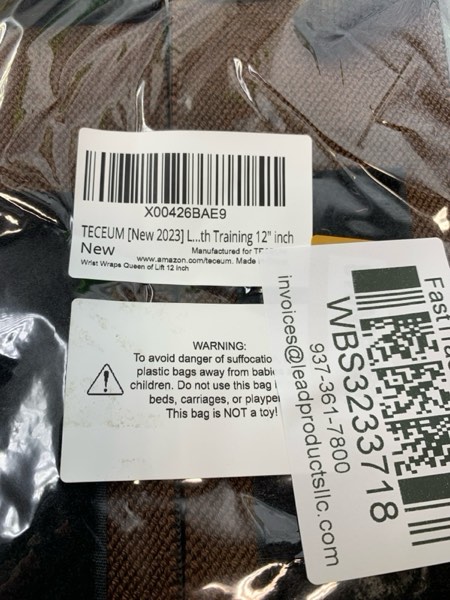 X00426BAE9
TECEUM [New 2023] L...th Training 12" inch
New
Manufactured for
www.amazon.com/teceum. Made
Wrist Wraps Queen of Lift 12 inch
WARNING:
To avoid danger of suffocatio
plastic bags away from babi
children. Do not use this bag
beds, carriages, or plaype
This bag is NOT a toy!
Fast
WBS3233718
937-361-7800
invoices@leadproductsllc.com